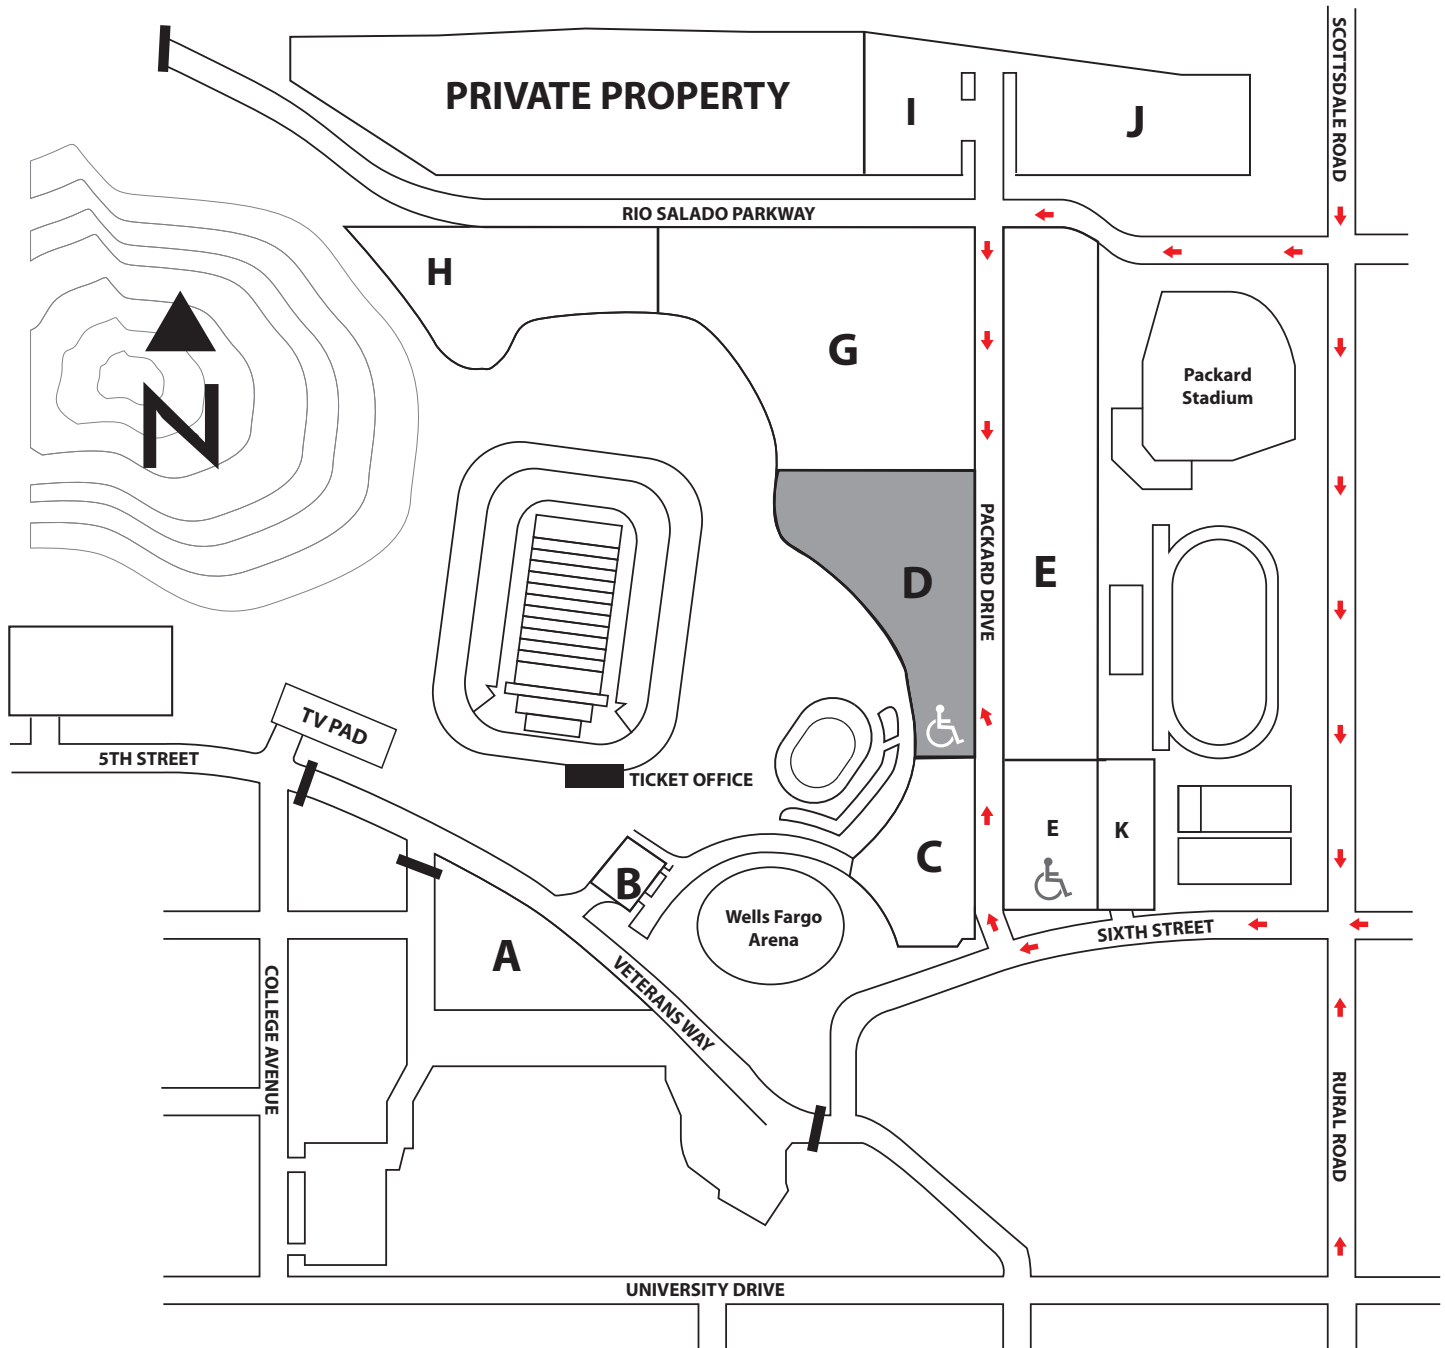 SCOTTSDALE ROAD
PRIVATE PROPERTY
I
J
RIO SALADO PARKWAY
H
G
Packard
Stadium
N
PACKARD DRIVE
D
E
TV PAD
5TH STREET
TICKET OFFICE
E
K
C
B
Wells Fargo
Arena
SIXTH STREET
A
VETERANS WAY
COLLEGE AVENUE
RURAL ROAD
UNIVERSITY DRIVE